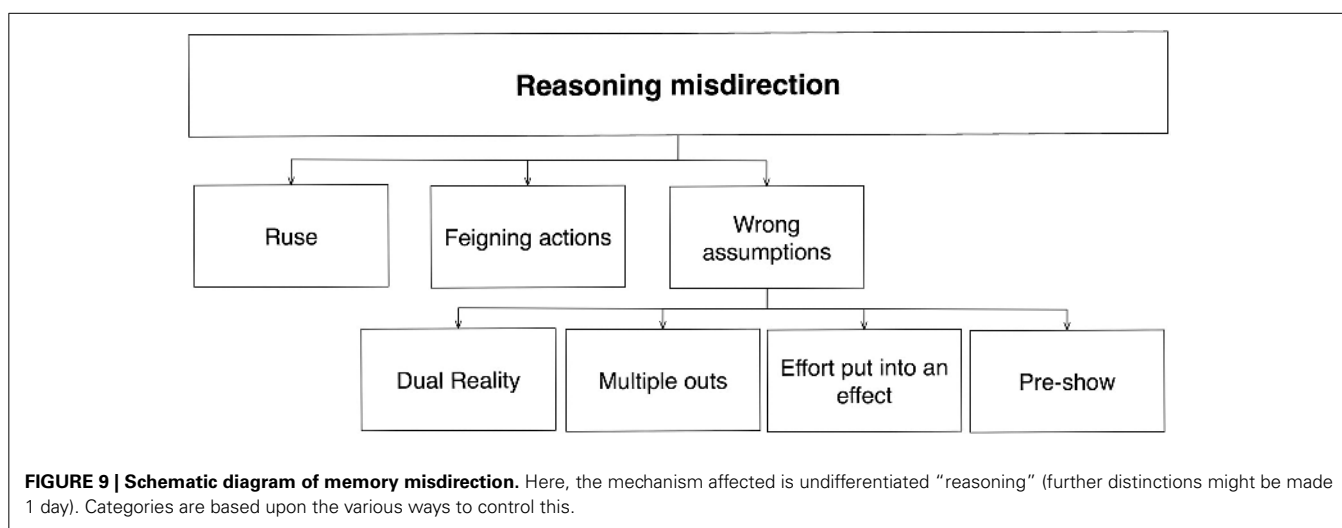 Reasoning misdirection
Ruse
Feigning actions
Wrong
assumptions
Dual Reality
Multiple outs
Effort put into an
effect
Pre-show
FIGURE 9 | Schematic diagram of memory misdirection. Here, the mechanism affected is undifferentiated “reasoning” (further distinctions might be made
1 day). Categories are based upon the various ways to control this.